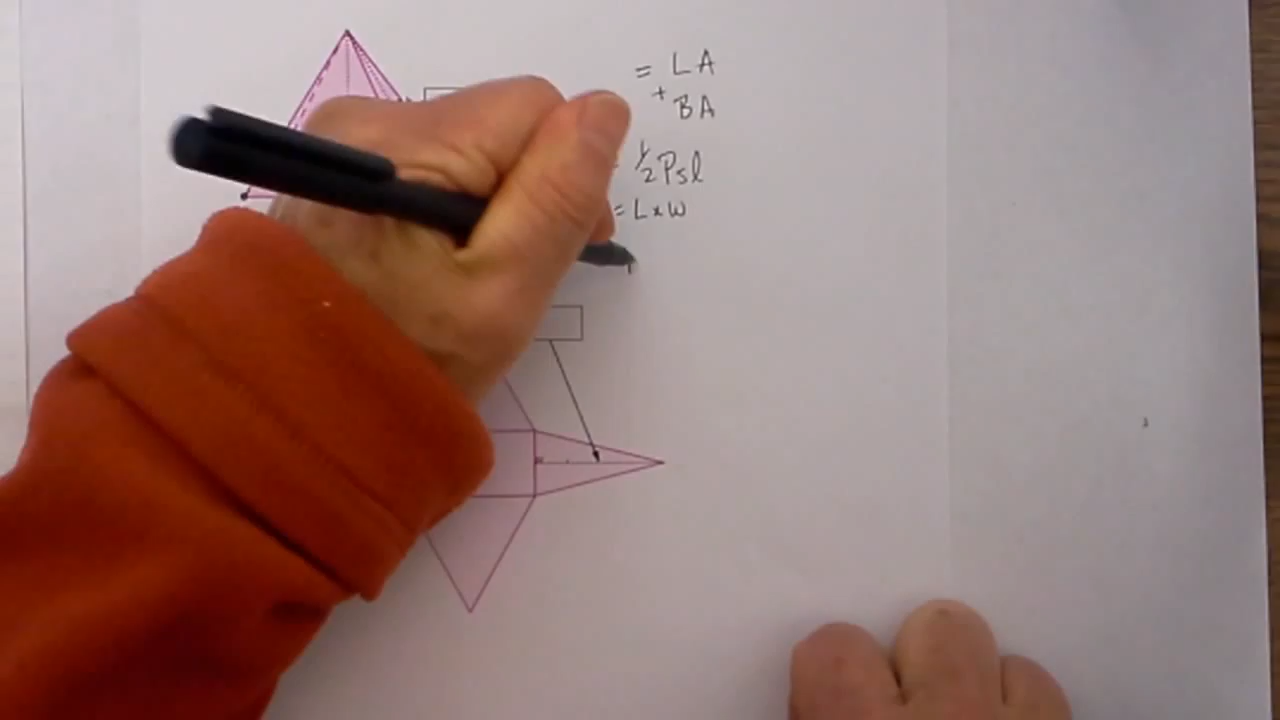 = LA
+ BA
= ½Psl
= L x W